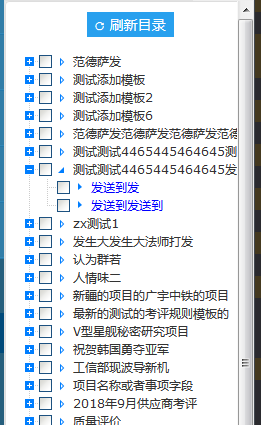 刷新目录
范德萨发
测试添加模板
测试添加模板2
测试添加模板6
范德萨发范德萨发范德萨发范德
测试测试4465445464645测
测试测试4465445464645发
发送到发
发送到发送到
zx测试1
发生大发生大法师打发
认为群若
人情味二
新疆的项目的广宇中铁的项目
最新的测试的考评规则模板的
V型星舰秘密研究项目
祝贺韩国勇夺亚军
工信部现波导新机
项目名称或者事项字段
2018年9月供应商考评
质量评价